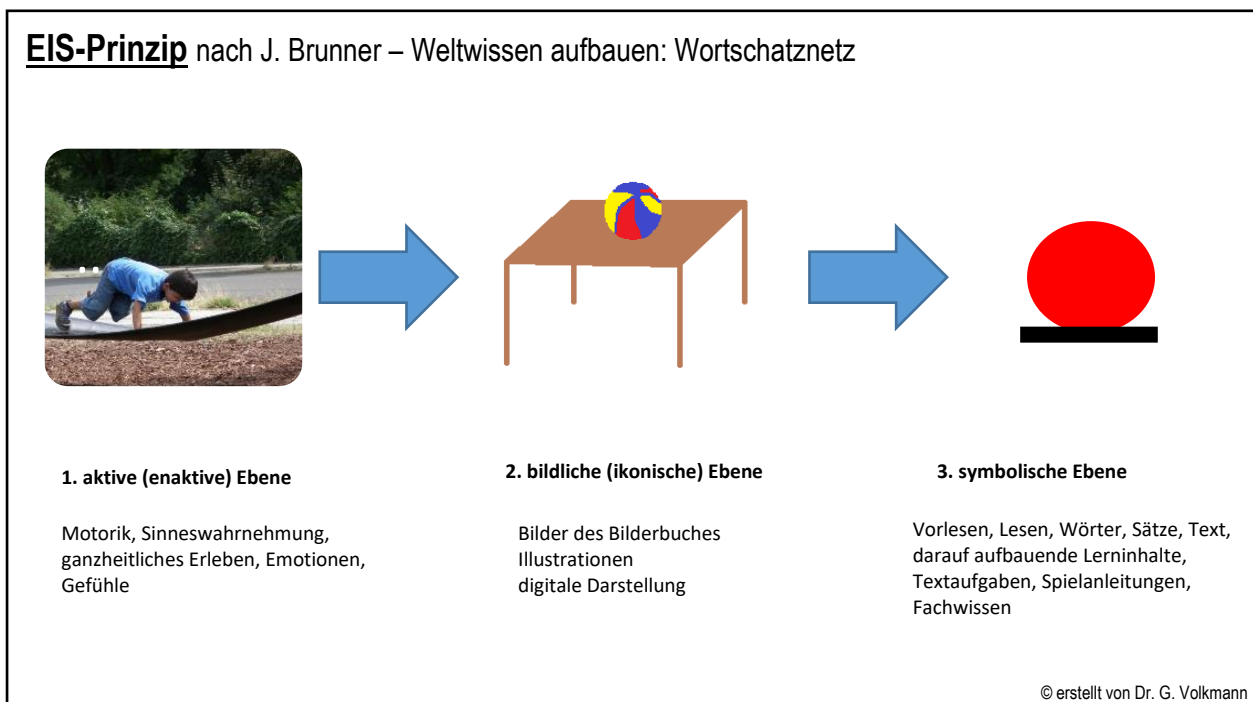 EIS-Prinzip nach J. Brunner – Weltwissen aufbauen: Wortschatznetz
1. aktive (enaktive) Ebene
Motorik, Sinneswahrnehmung,
ganzheitliches Erleben, Emotionen,
Gefühle
2. bildliche (ikonische) Ebene
Bilder des Bilderbuches
Illustrationen
digitale Darstellung
3. symbolische Ebene
Vorlesen, Lesen, Wörter, Sätze, Text,
darauf aufbauende Lerninhalte,
Textaufgaben, Spielanleitungen,
Fachwissen
© erstellt von Dr. G. Volkmann